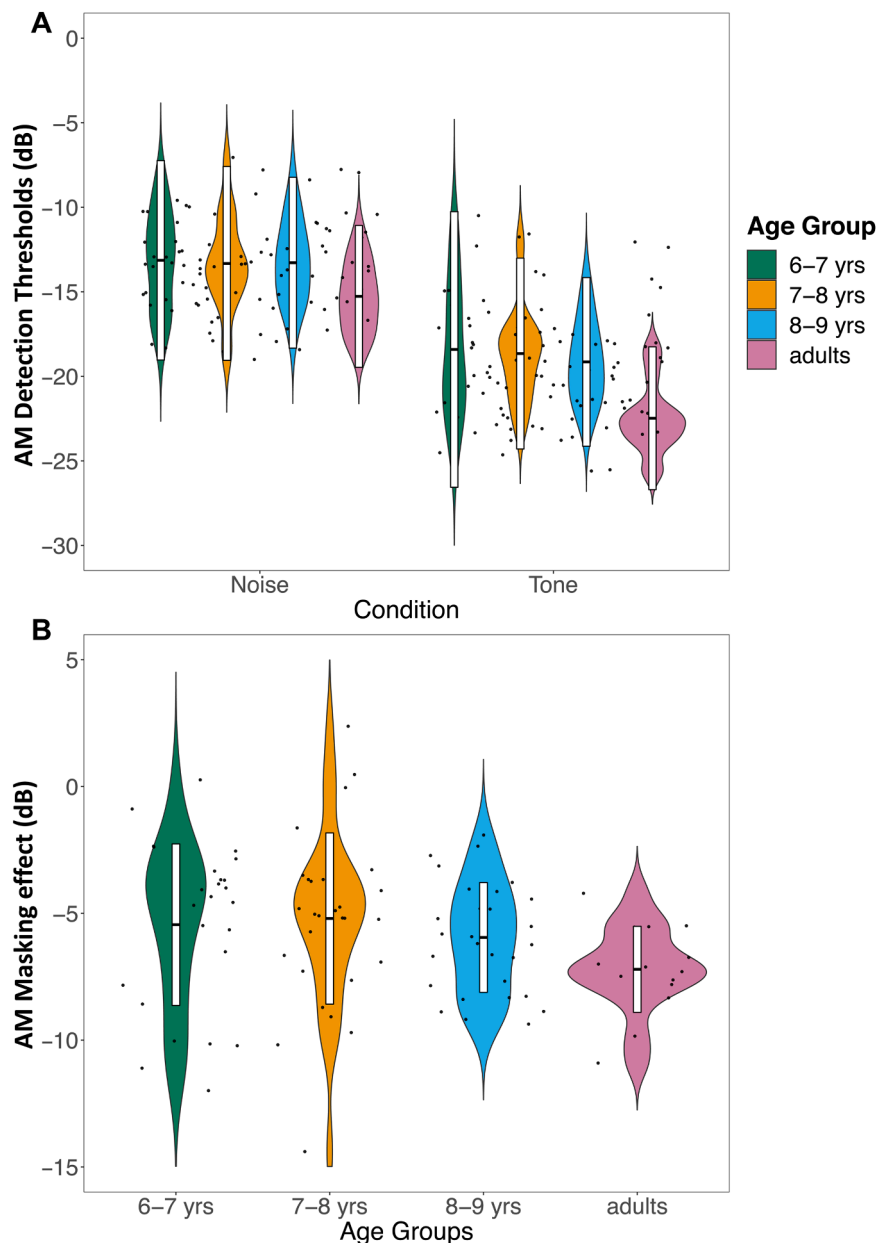 A
AM Detection Thresholds (dB)
0
−5
−10
−15
−20
−25
−30
Noise
Tone
Condition
Age Group
6−7 yrs
7−8 yrs
8−9 yrs
adults
B
AM Masking effect (dB)
5
0
−5
−10
−15
6−7 yrs
7−8 yrs
8−9 yrs
adults
Age Groups